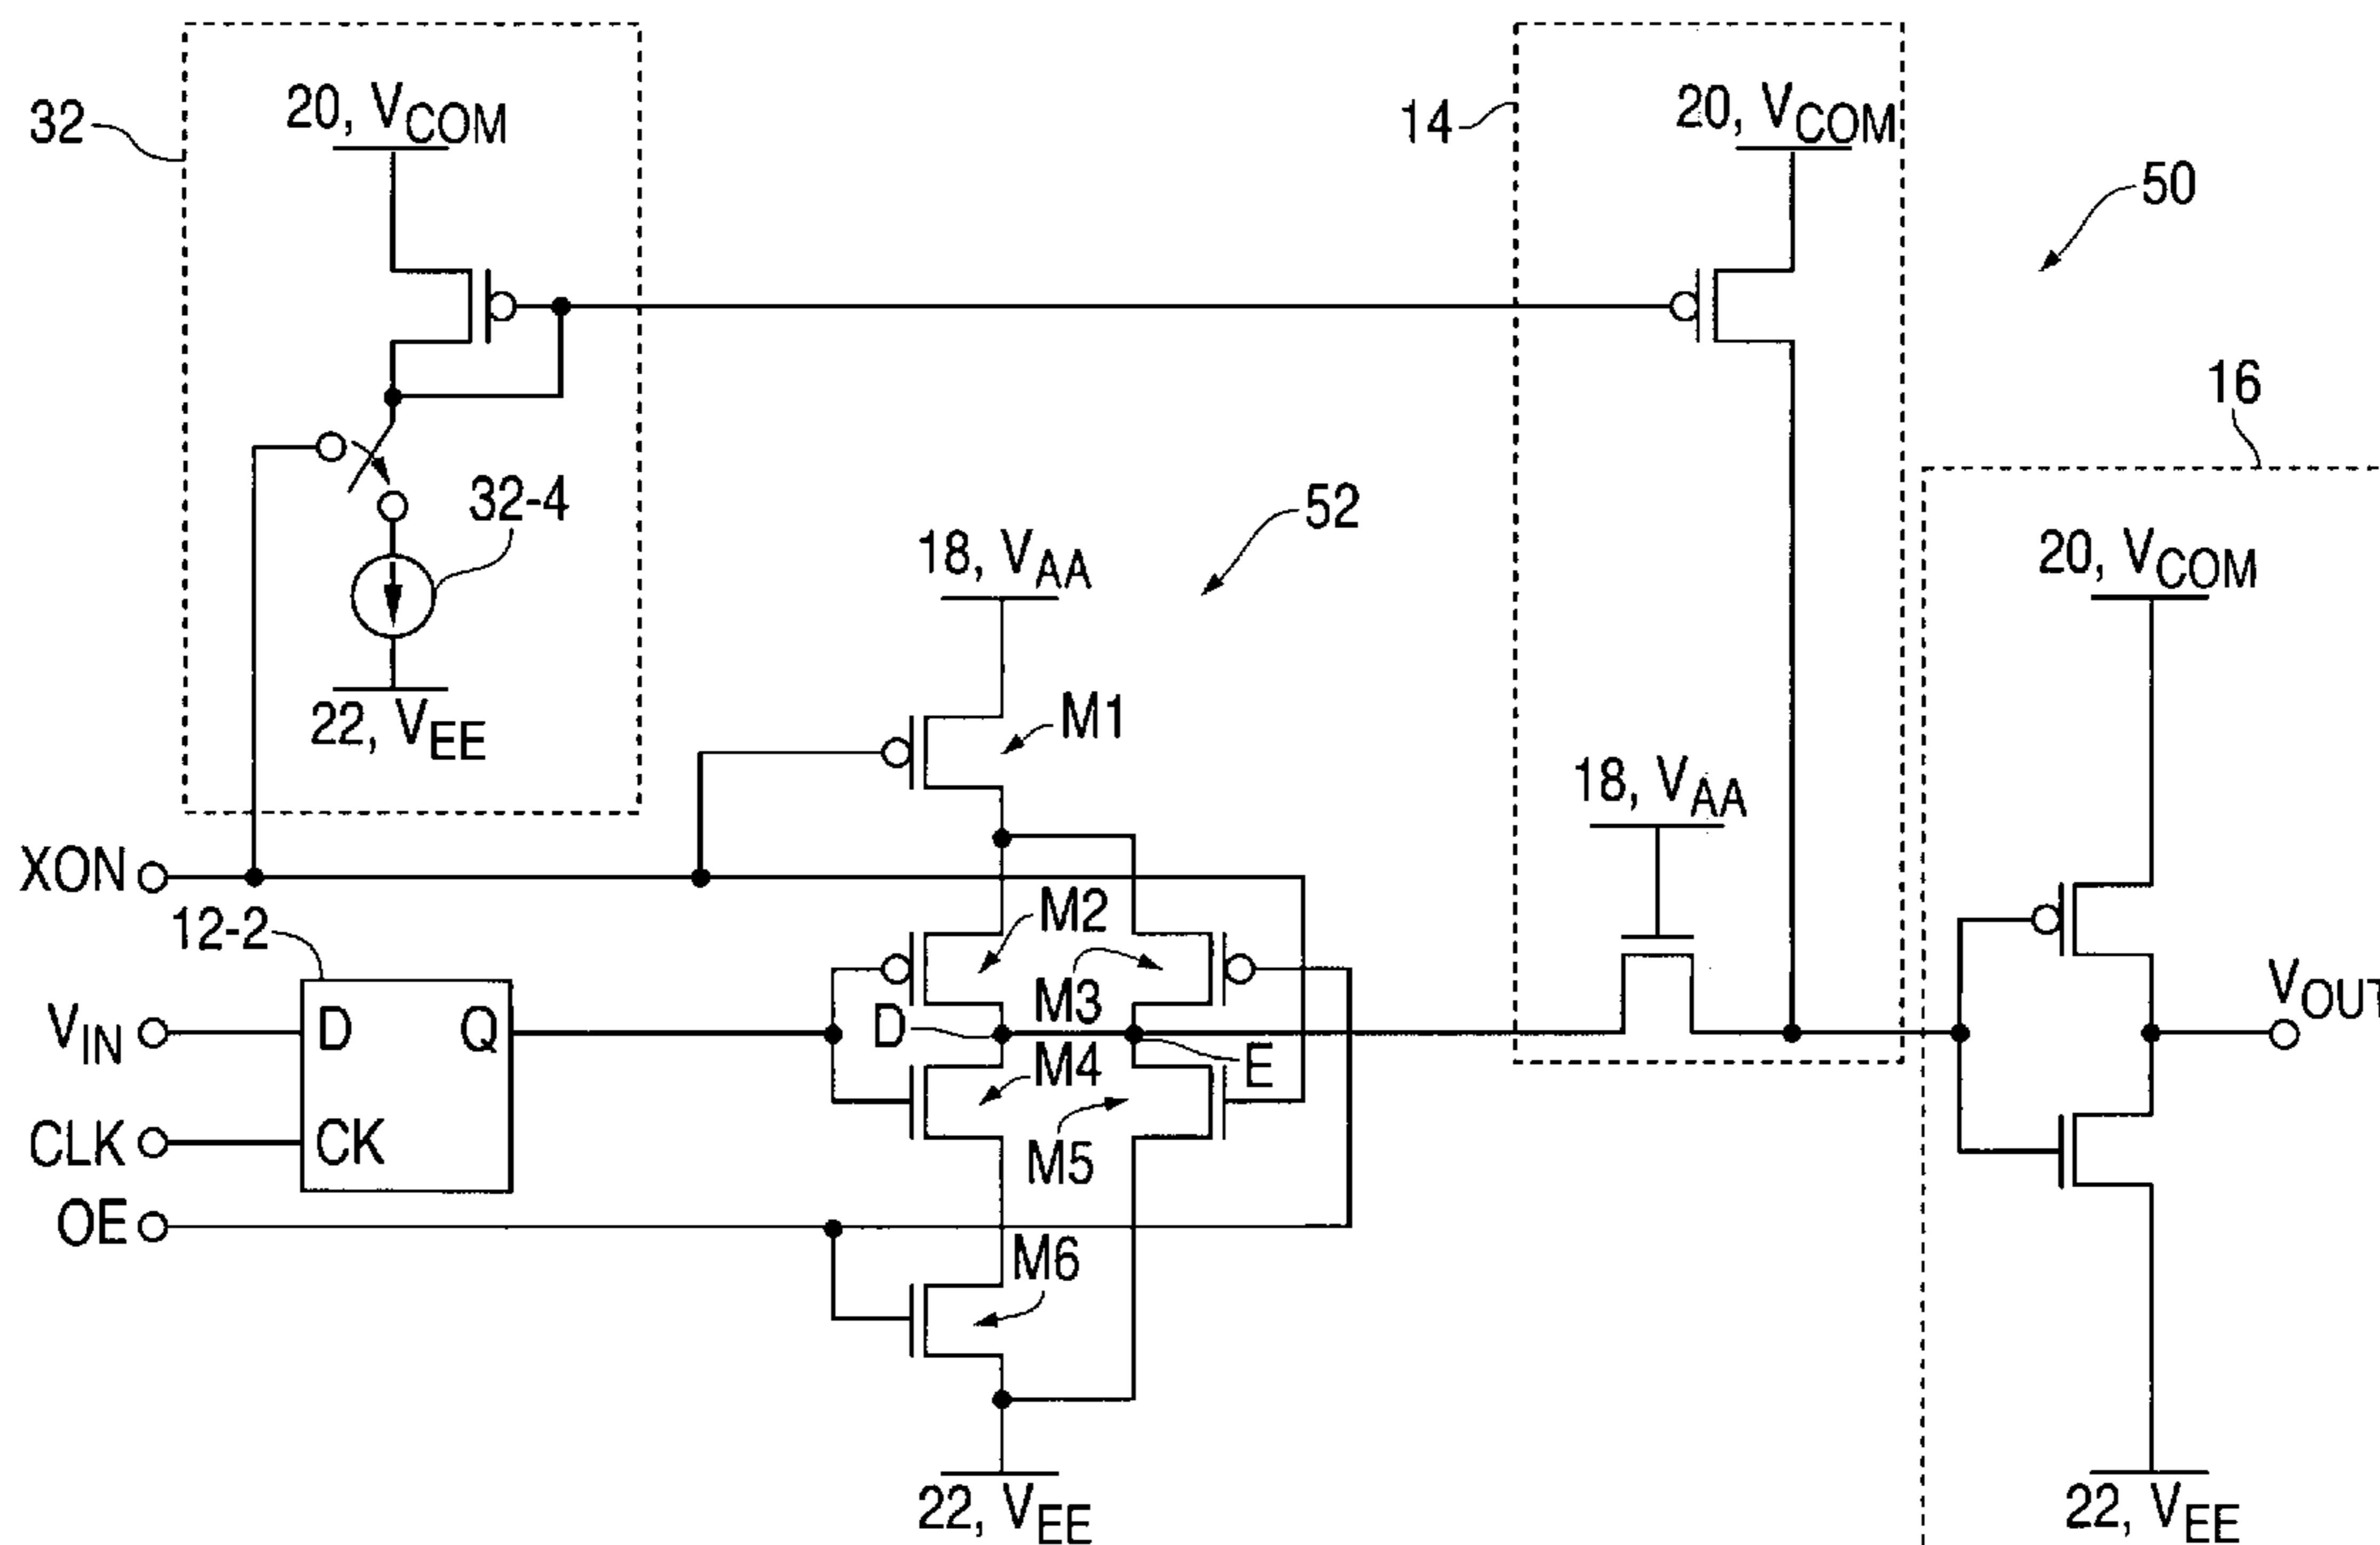 32
20, VCOM
14
20, VCOM
50
16
32-4
52
18, VAA
20, VCOM
22, VEE
M1
18, VAA
XON
12-2
M2
VIN
D
Q
D
M3
VOUT
CLK
CK
M4
E
M5
OE
M6
22, VEE
22, VEE